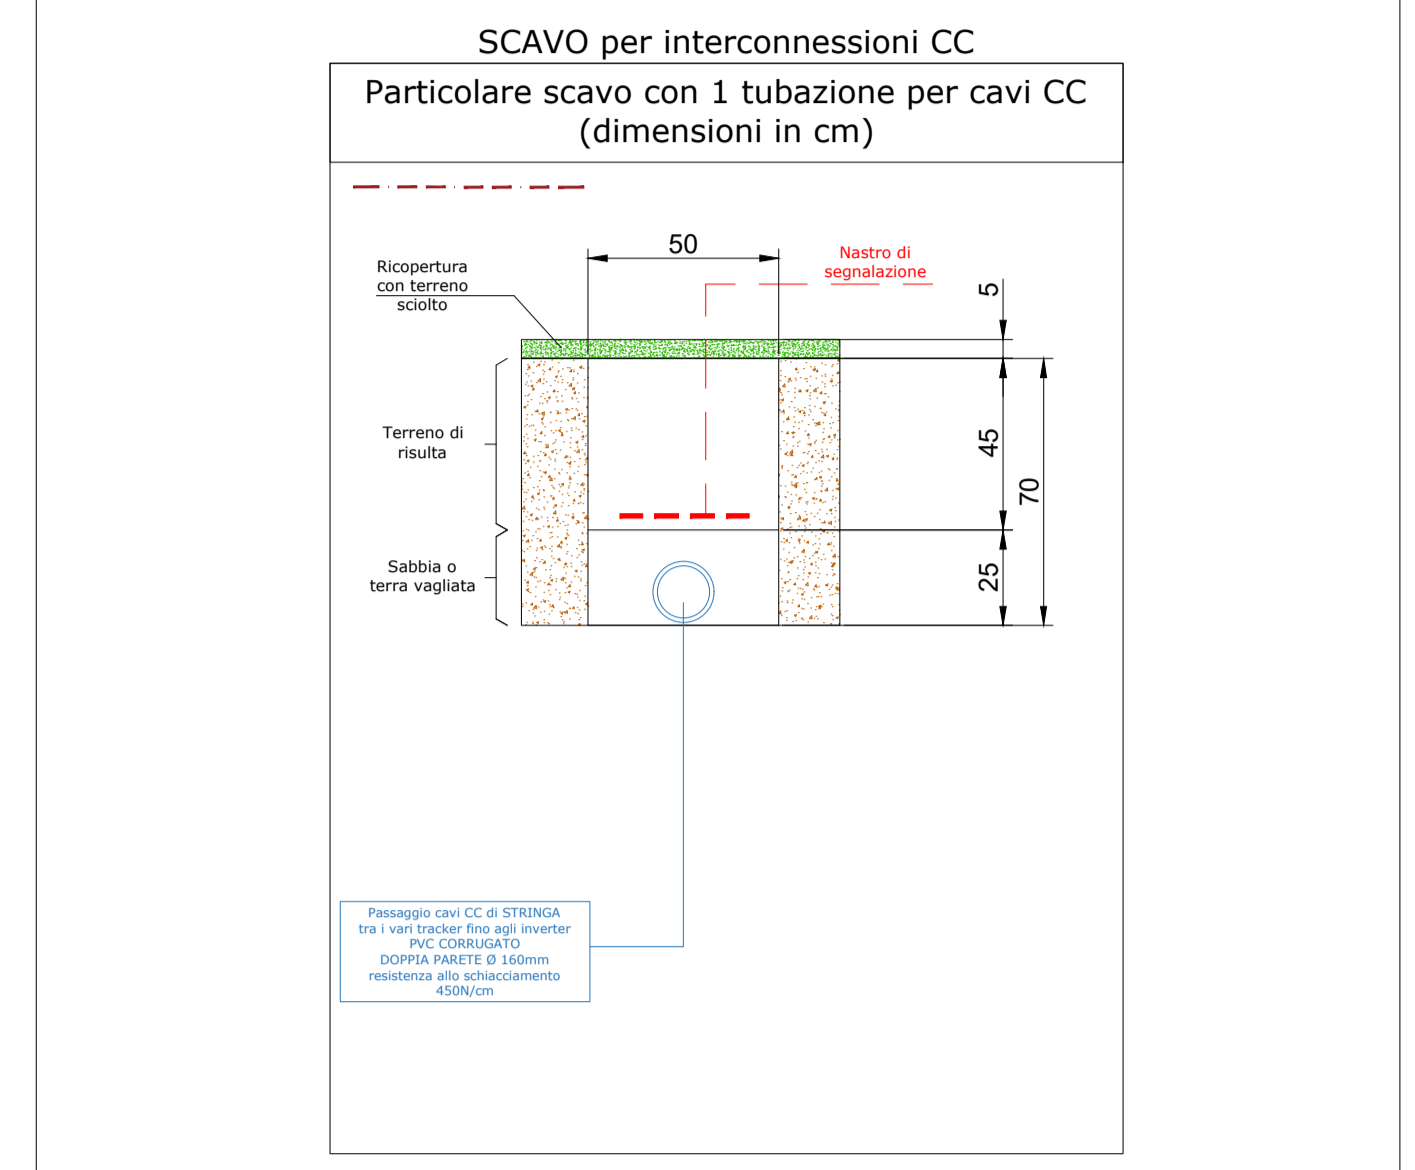 SCAVO per interconnessioni CC
Particolare scavo con 1 tubazione per cavi CC
(dimensioni in cm)
50
Nastro di
segnalazione
Ricopertura
con terreno
sciolto
5
Terreno di
risulta
45
70
Sabbia o
terra vagliata
25
Passaggio cavi CC di STRINGA
tra i vari tracker fino agli inverter
PVC CORRUGATO
DOPPIA PARETE Ø 160mm
resistenza allo schiacciamento
450N/cm